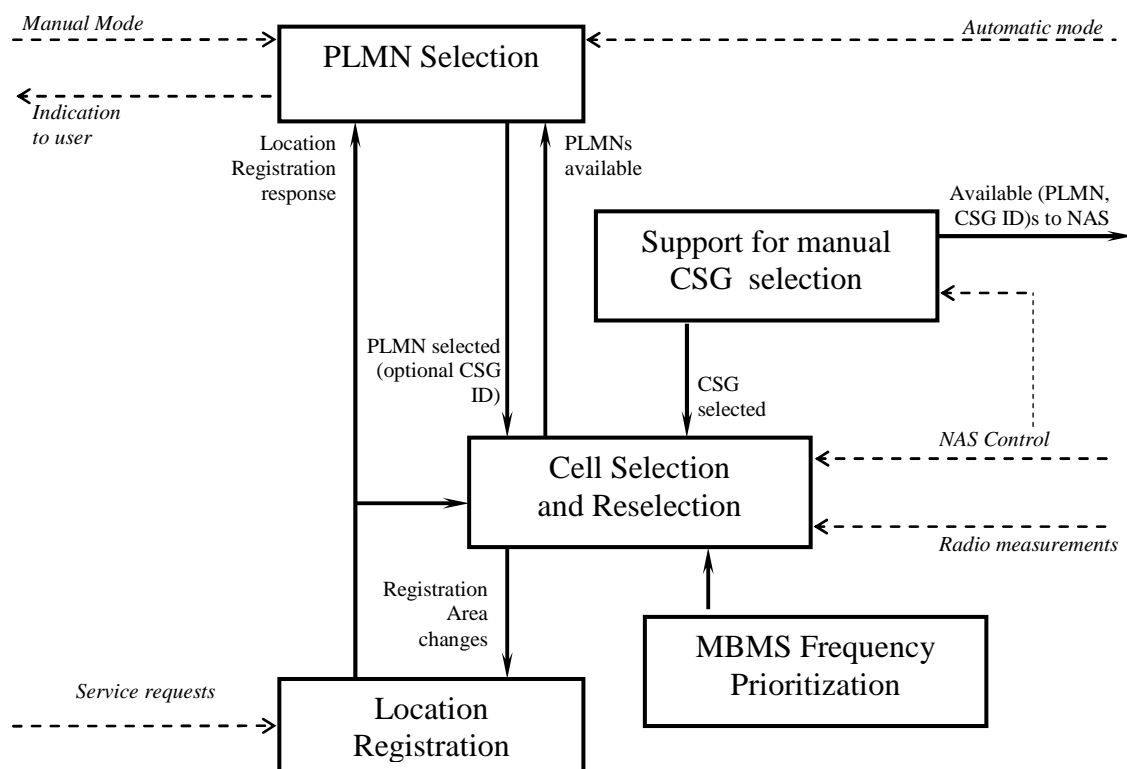 Manual Mode
Automatic mode
PLMN Selection
Indication
to user
Location
Registration
response
PLMNs
available
Available (PLMN,
CSG ID)s to NAS
Support for manual
CSG selection
PLMN selected
(optional CSG
ID)
CSG
selected
NAS Control
Cell Selection
and Reselection
Radio measurements
Registration
Area
changes
MBMS Frequency
Prioritization
Service requests
Location
Registration